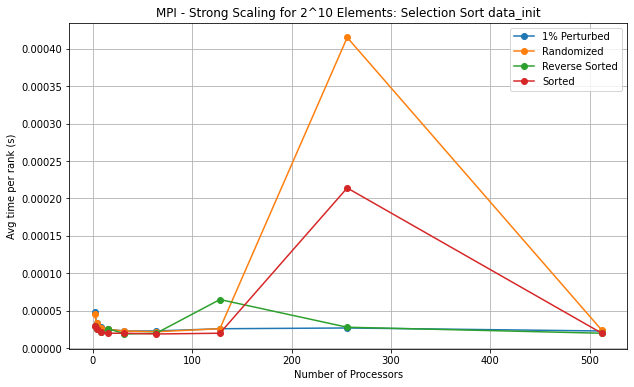 MPI - Strong Scaling for 2^10 Elements: Selection Sort data_init
1% Perturbed
Randomized
Reverse Sorted
Sorted
Avg time per rank (s)
0.00040
0.00035
0.00030
0.00025
0.00020
0.00015
0.00010
0.00005
0.00000
0 100 200 300 400 500
Number of Processors